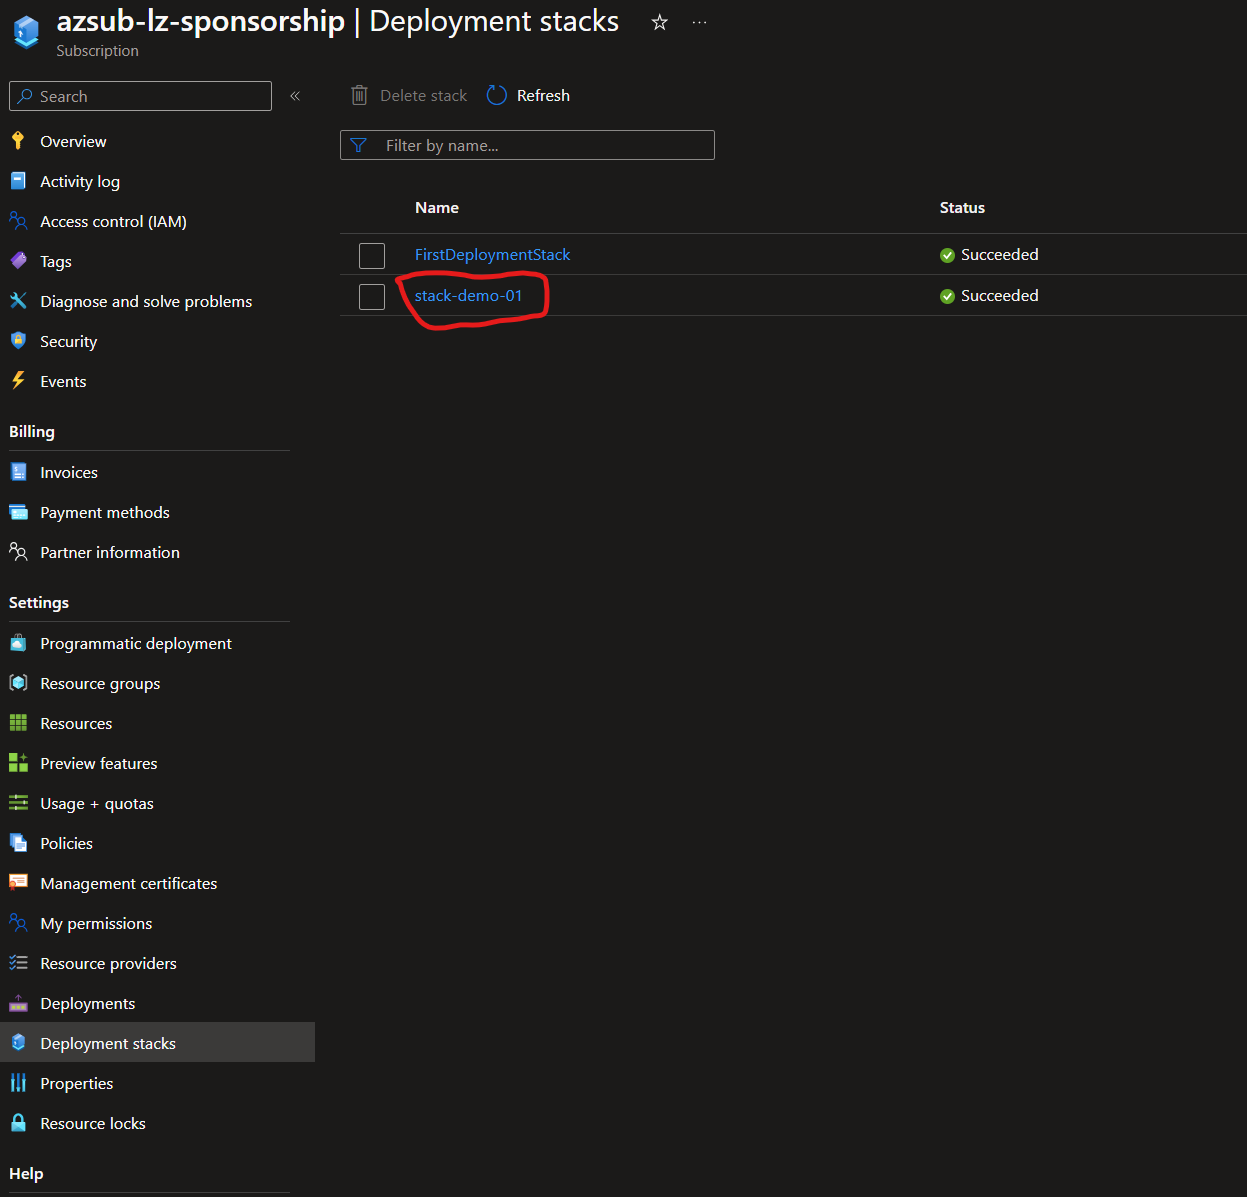 azsub-lz-sponsorship | Deployment stacks
Subscription
Search
Delete stack Refresh
Filter by name...
Overview
Activity log
Access control (IAM)
Tags
Diagnose and solve problems
Security
Events
Billing
Invoices
Payment methods
Partner information
Settings
Programmatic deployment
Resource groups
Resources
Preview features
Usage + quotas
Policies
Management certificates
My permissions
Resource providers
Deployments
Deployment stacks
Properties
Resource locks
Help
Name Status
FirstDeploymentStack Succeeded
stack-demo-01 Succeeded